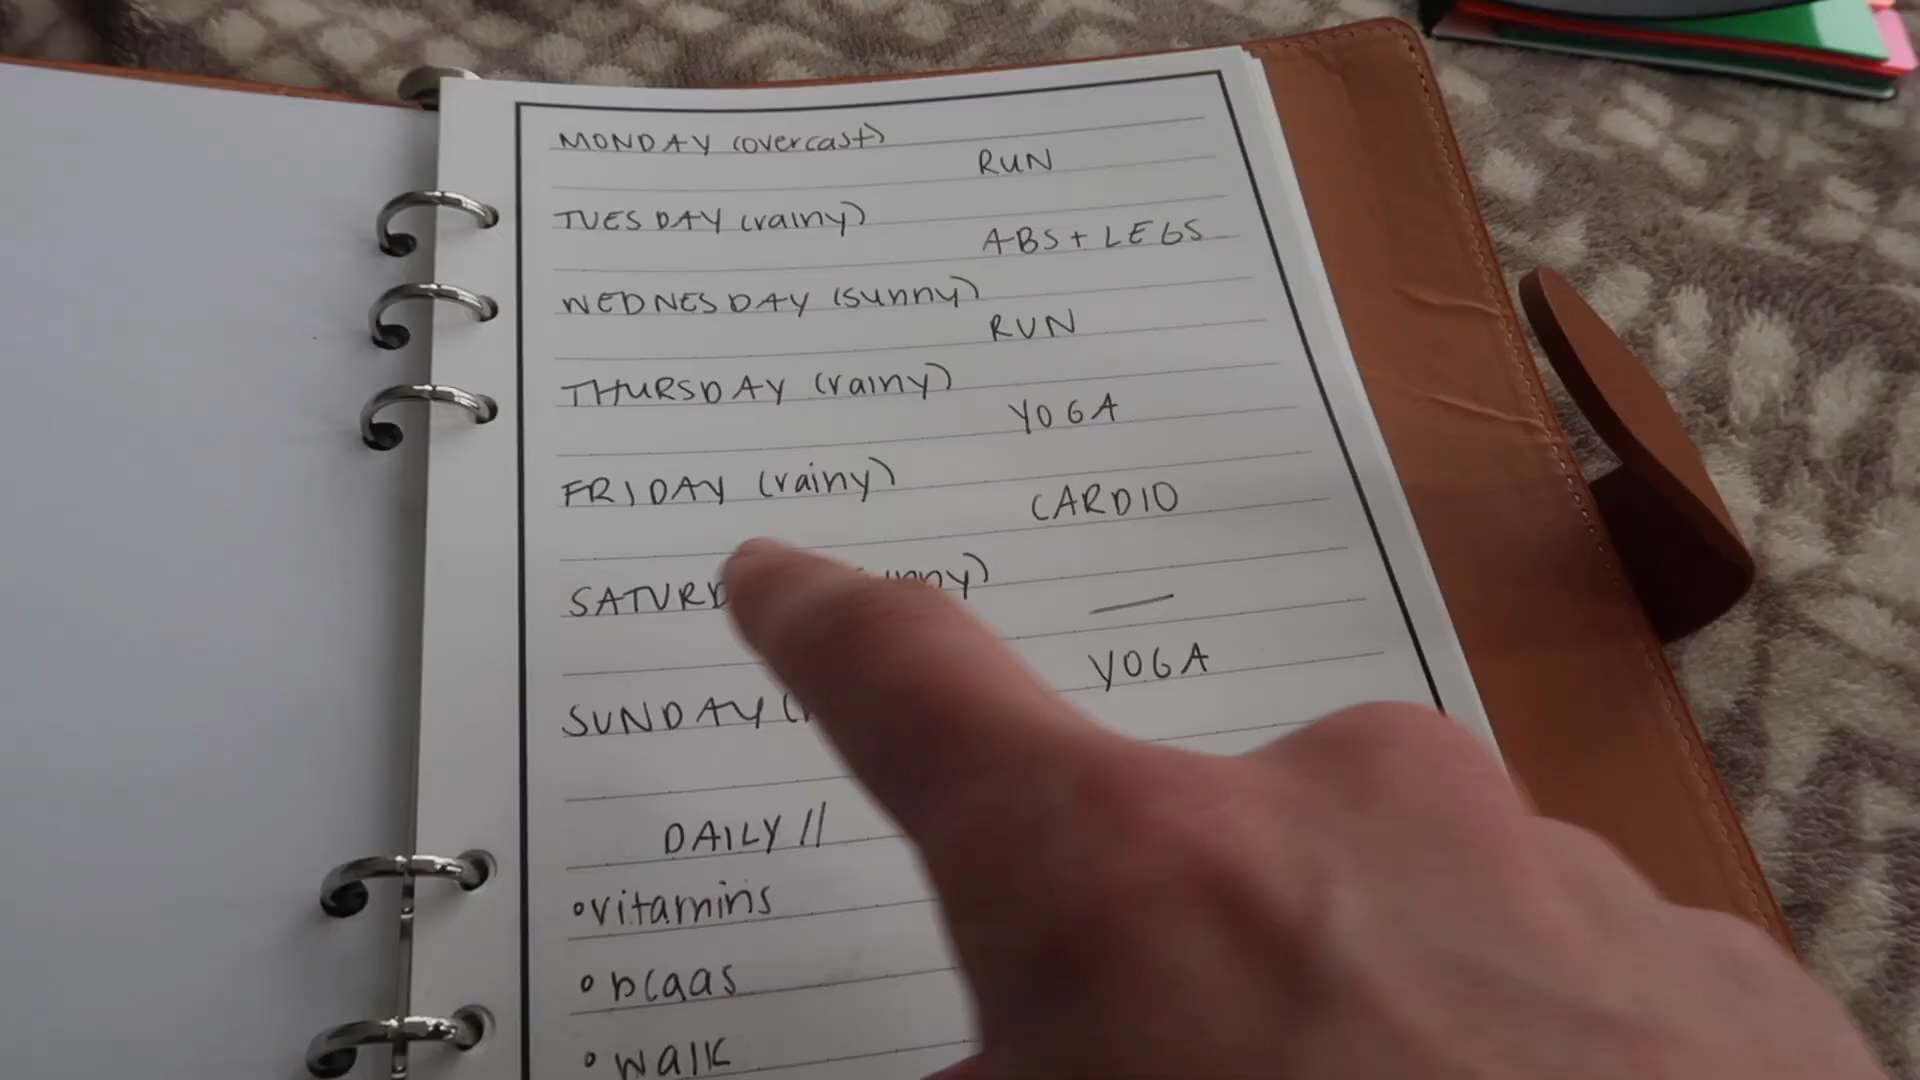 MONDAY (overcast)
RUN
TUESDAY (rainy)
ABS + LEGS
WEDNESDAY (sunny)
RUN
THURSDAY (rainy)
YOGA
FRIDAY (rainy)
CARDIO
—
YOGA
SUNDAY
DAILY //
• vitamins
• bcaas
• walk